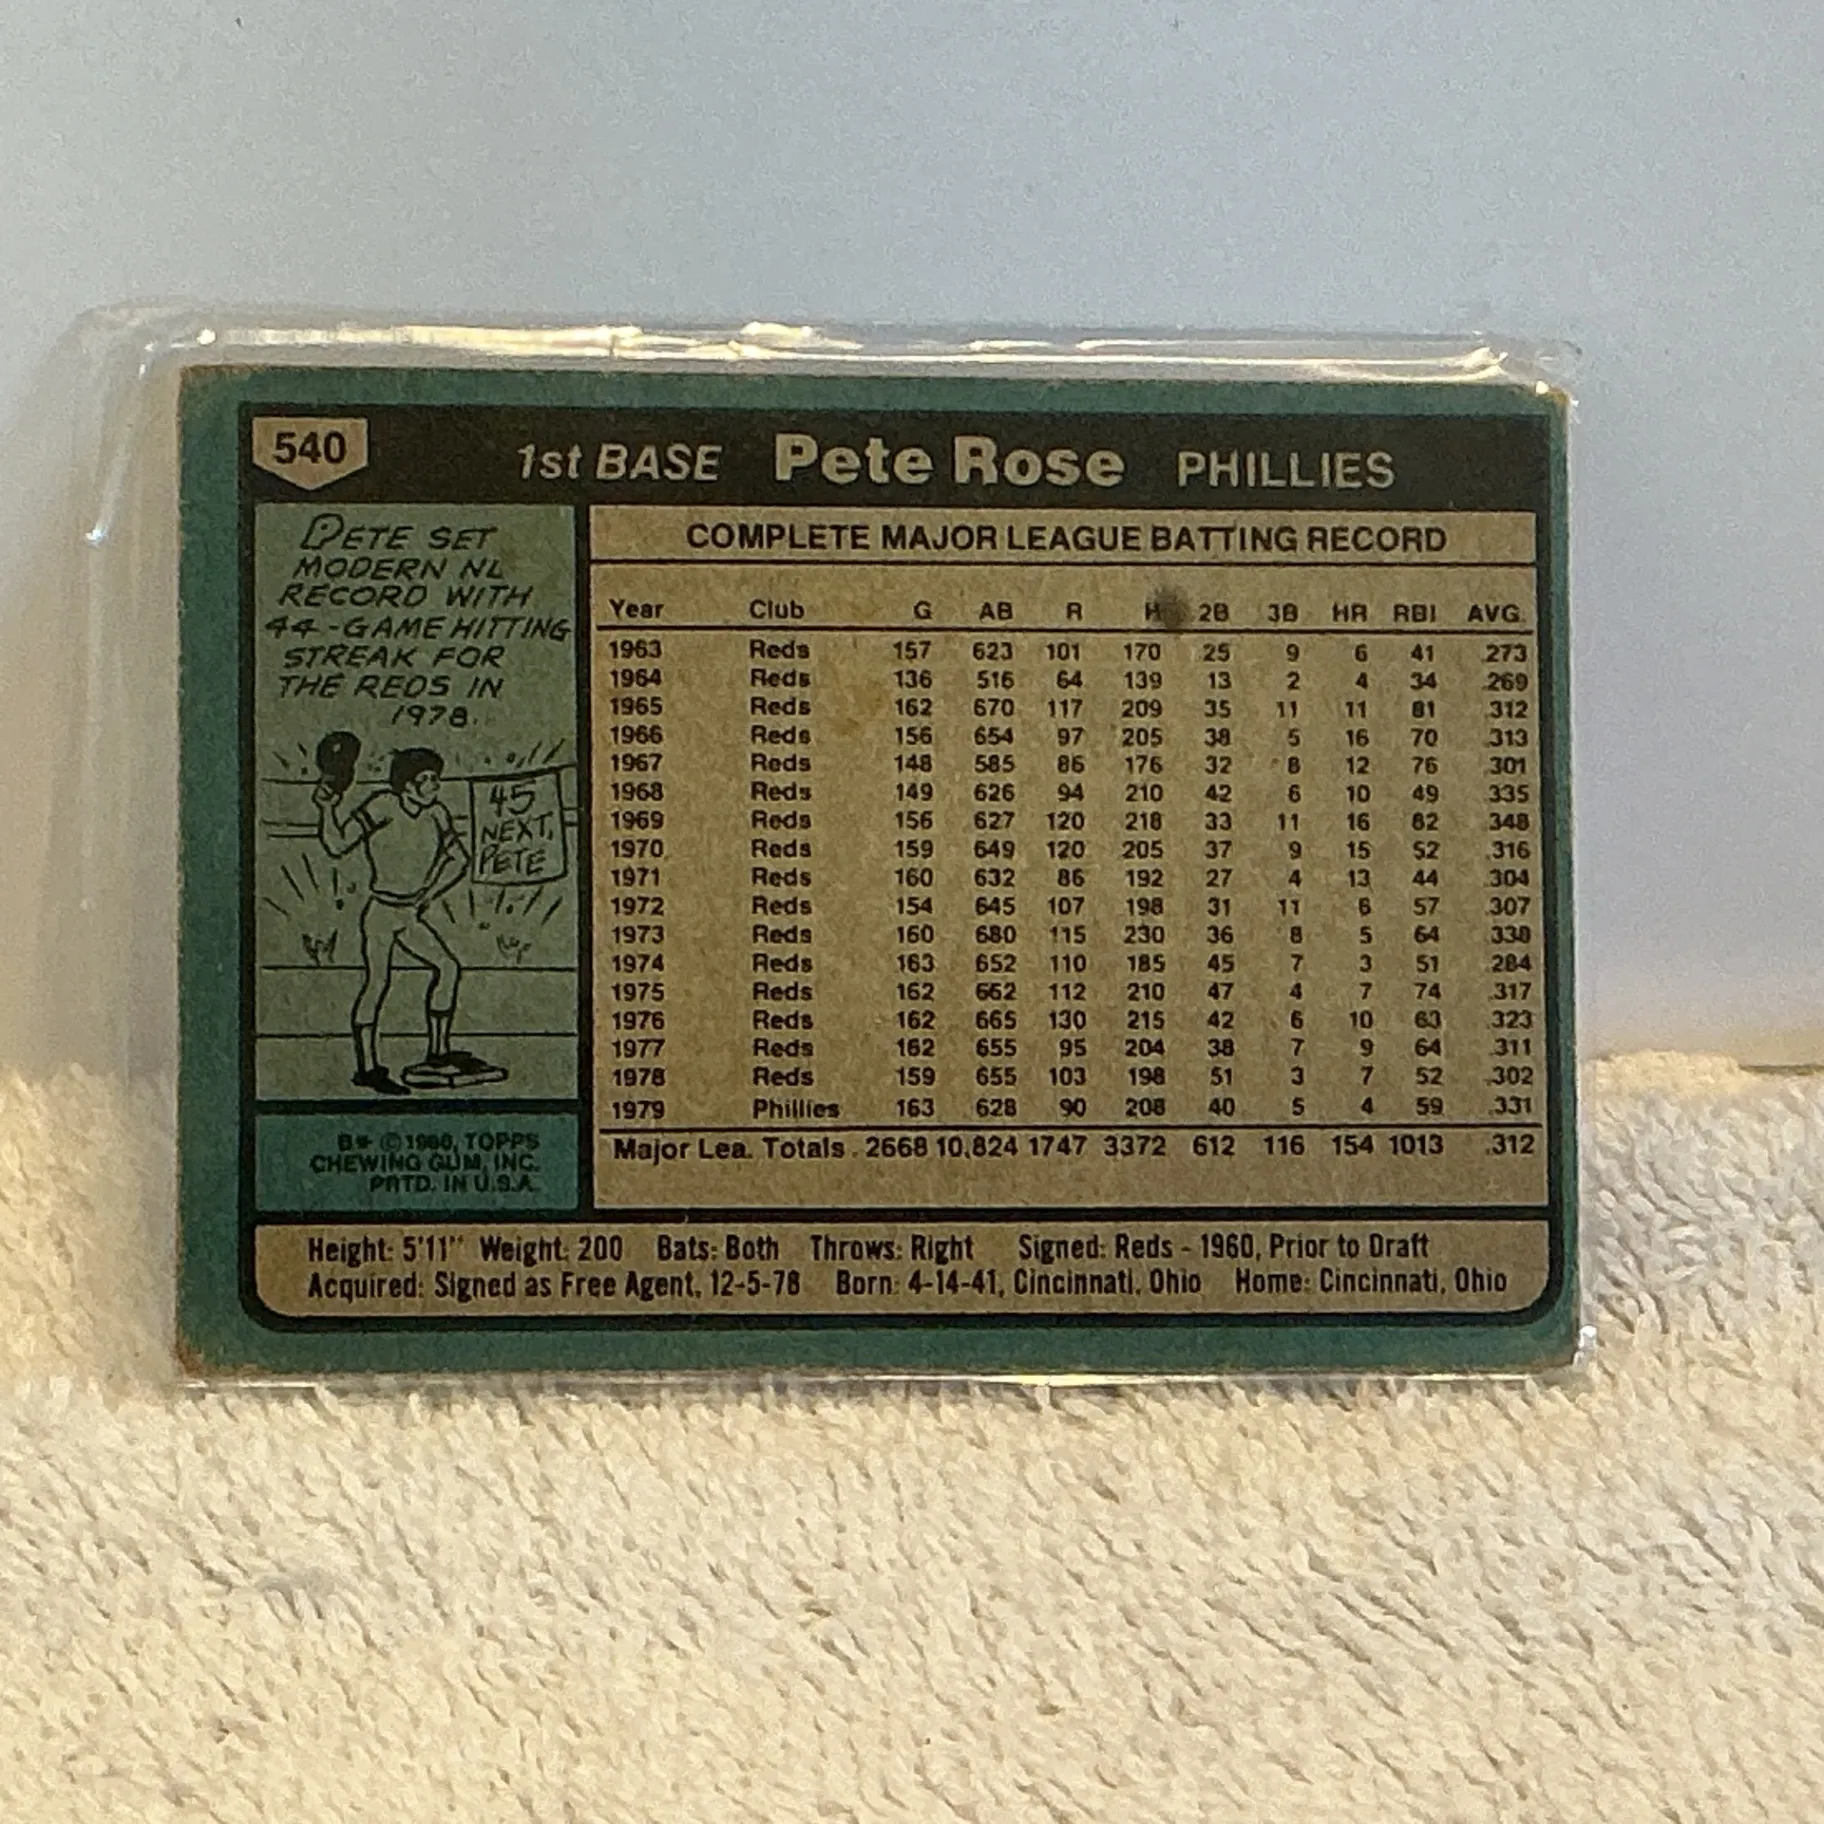 540 1st BASE Pete Rose PHILLIES
PETE SET
MODERN NL
RECORD WITH
44-GAME HITTING
STREAK FOR
THE REDS IN
1978.
45
NEXT,
PETE
B* © 1980, TOPPS
CHEWING GUM, INC.
PRTD. IN U.S.A.
COMPLETE MAJOR LEAGUE BATTING RECORD
Year Club G AB R H 2B 3B HR RBI AVG.
1963 Reds 157 623 101 170 25 9 6 41 .273
1964 Reds 136 516 64 139 13 2 4 34 .269
1965 Reds 162 670 117 209 35 11 11 81 .312
1966 Reds 156 654 97 205 38 5 16 70 .313
1967 Reds 148 585 86 176 32 8 12 76 .301
1968 Reds 149 626 94 210 42 6 10 49 .335
1969 Reds 156 627 120 218 33 11 16 82 .348
1970 Reds 159 649 120 205 37 9 15 52 .316
1971 Reds 160 632 86 192 27 4 13 44 .304
1972 Reds 154 645 107 198 31 11 6 57 .307
1973 Reds 160 680 115 230 36 8 5 64 .338
1974 Reds 163 652 110 185 45 7 3 51 .284
1975 Reds 162 662 112 210 47 4 7 74 .317
1976 Reds 162 665 130 215 42 6 10 63 .323
1977 Reds 162 655 95 204 38 7 9 64 .311
1978 Reds 159 655 103 198 51 3 7 52 .302
1979 Phillies 163 628 90 208 40 5 4 59 .331
Major Lea. Totals . 2668 10,824 1747 3372 612 116 154 1013 .312
Height: 5'11" Weight: 200 Bats: Both Throws: Right Signed: Reds - 1960, Prior to Draft
Acquired: Signed as Free Agent, 12-5-78 Born: 4-14-41, Cincinnati, Ohio Home: Cincinnati, Ohio